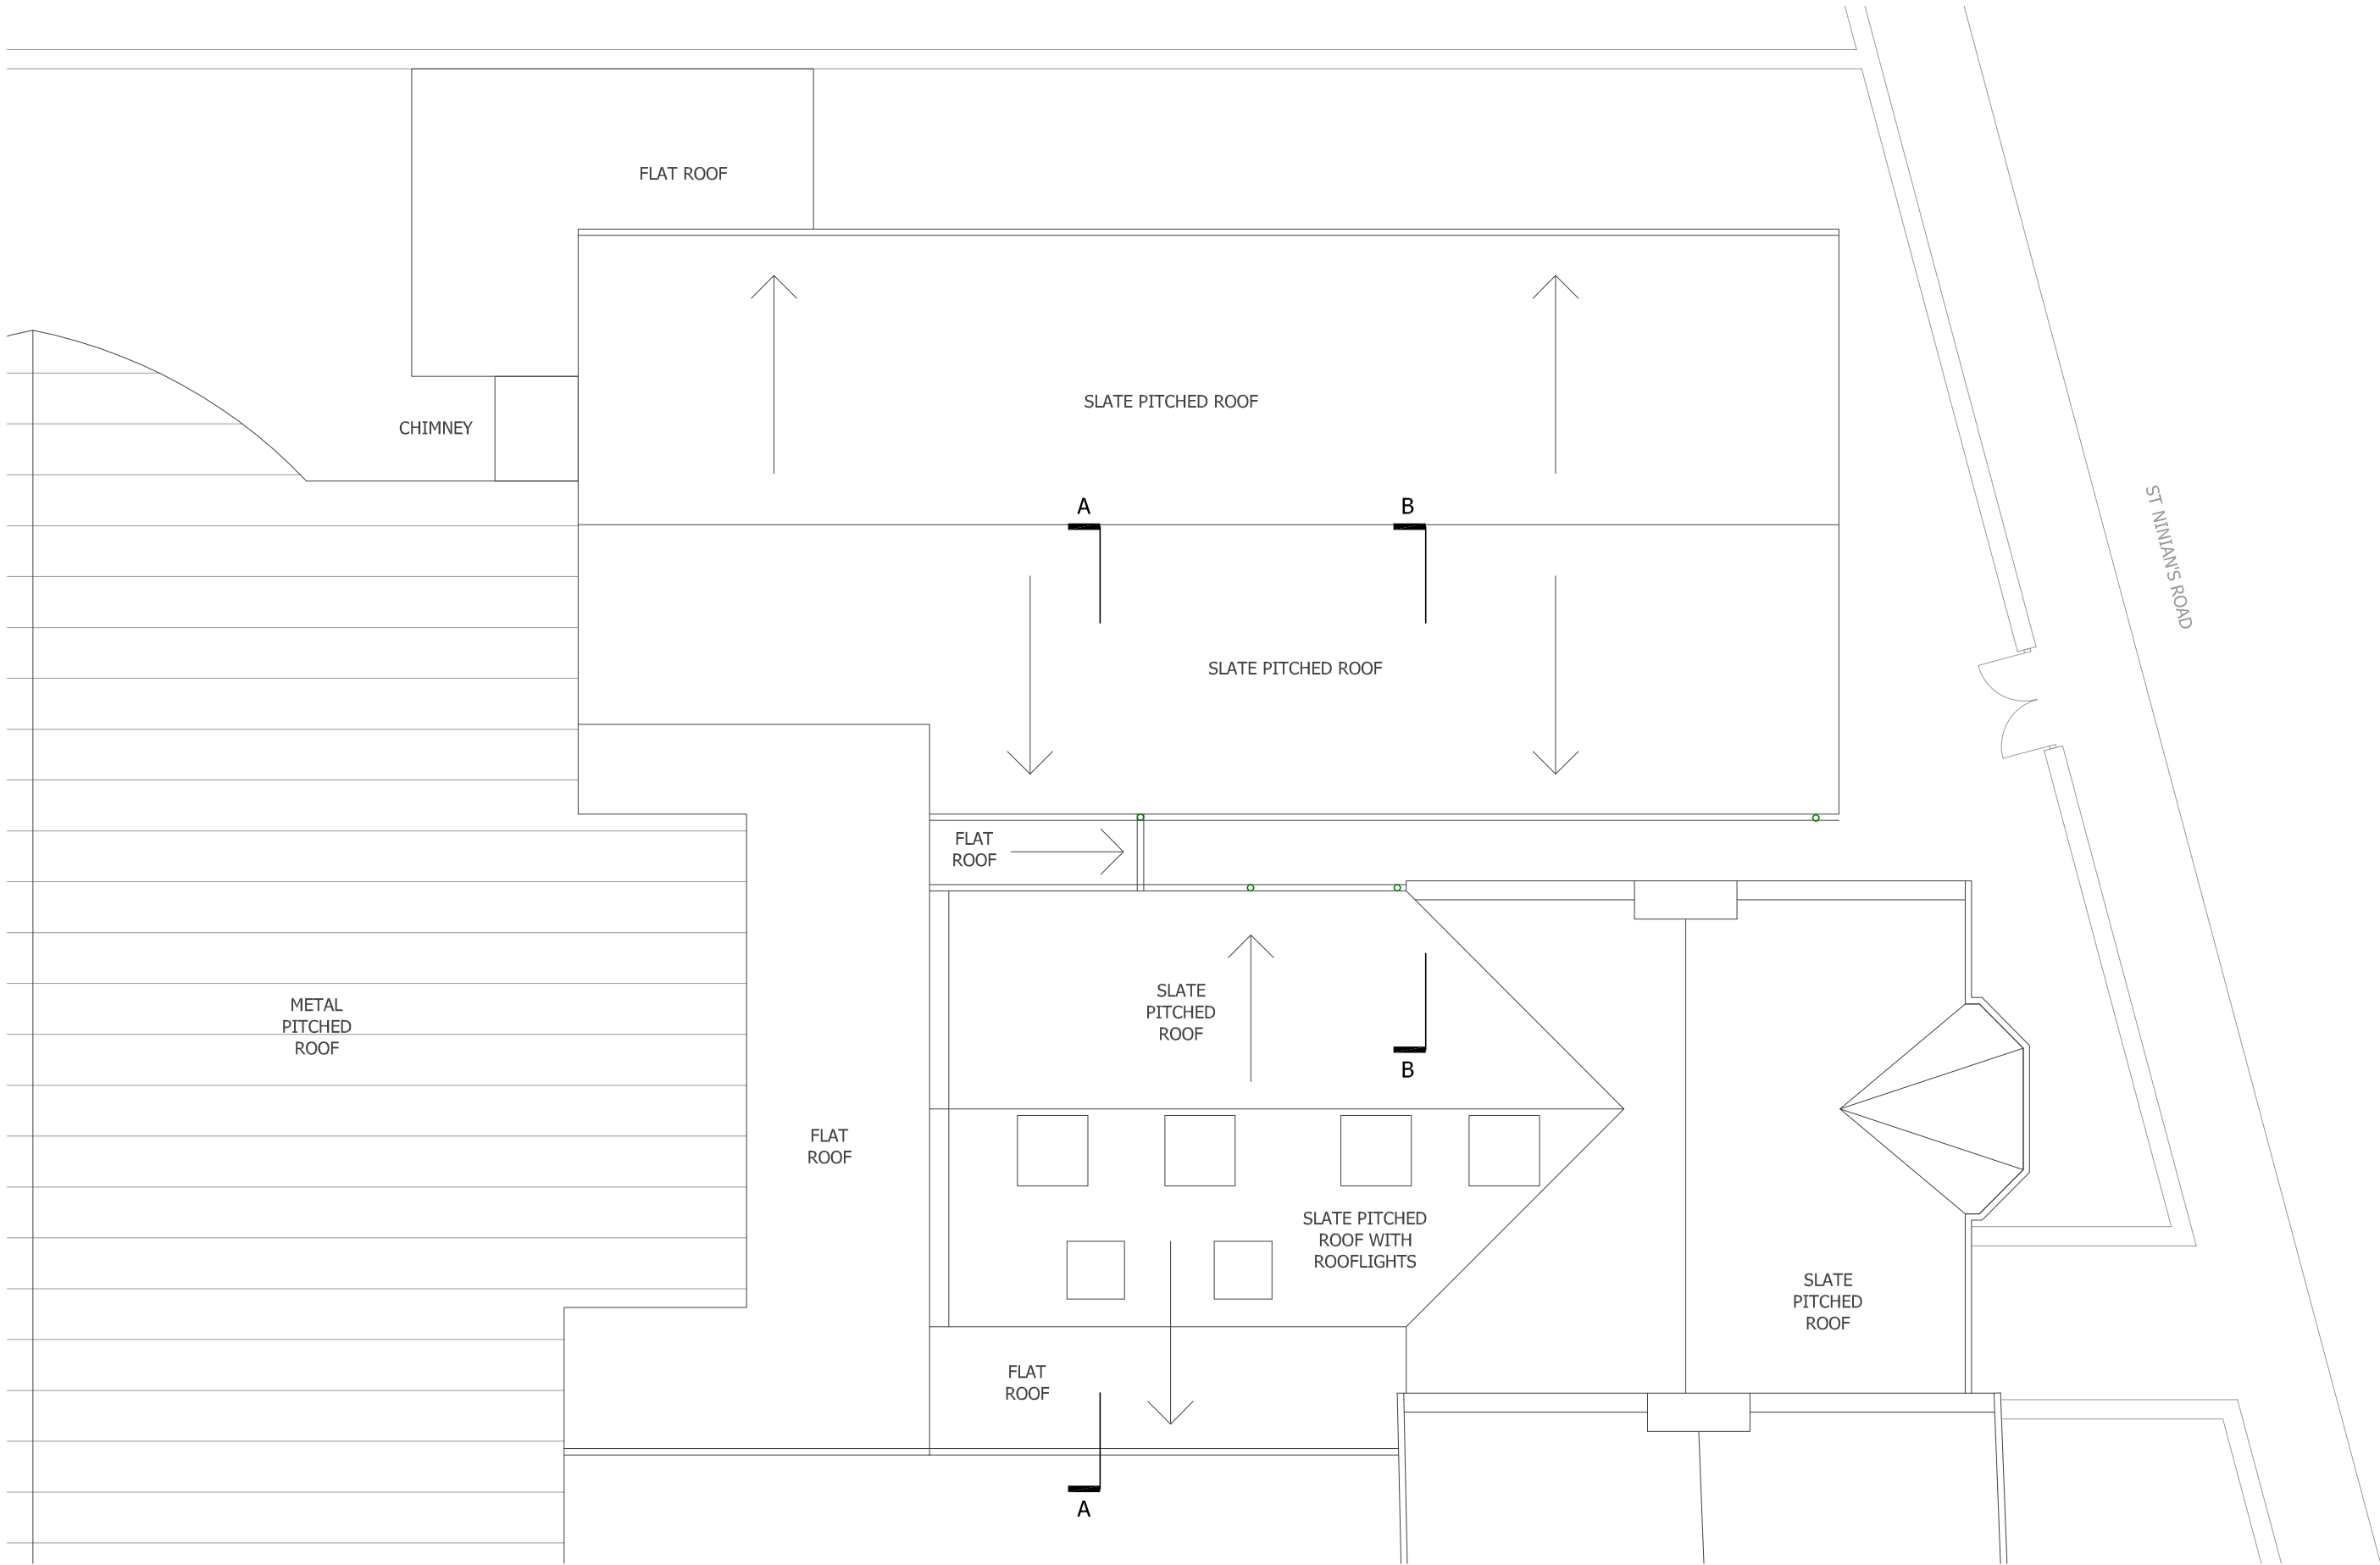 FLAT ROOF
SLATE PITCHED ROOF
CHIMNEY
A
B
ST NINIAN'S ROAD
SLATE PITCHED ROOF
FLAT
ROOF
METAL
PITCHED
ROOF
SLATE
PITCHED
ROOF
B
FLAT
ROOF
SLATE PITCHED
ROOF WITH
ROOFLIGHTS
SLATE
PITCHED
ROOF
FLAT
ROOF
A